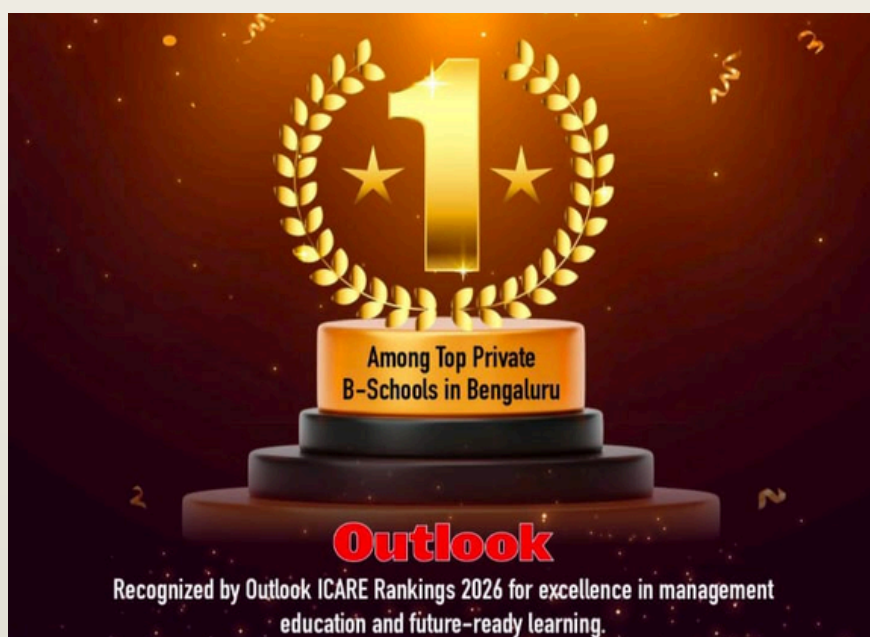 1
Among Top Private
B-Schools in Bengaluru
Outlook
Recognized by Outlook ICARE Rankings 2026 for excellence in management
education and future-ready learning.